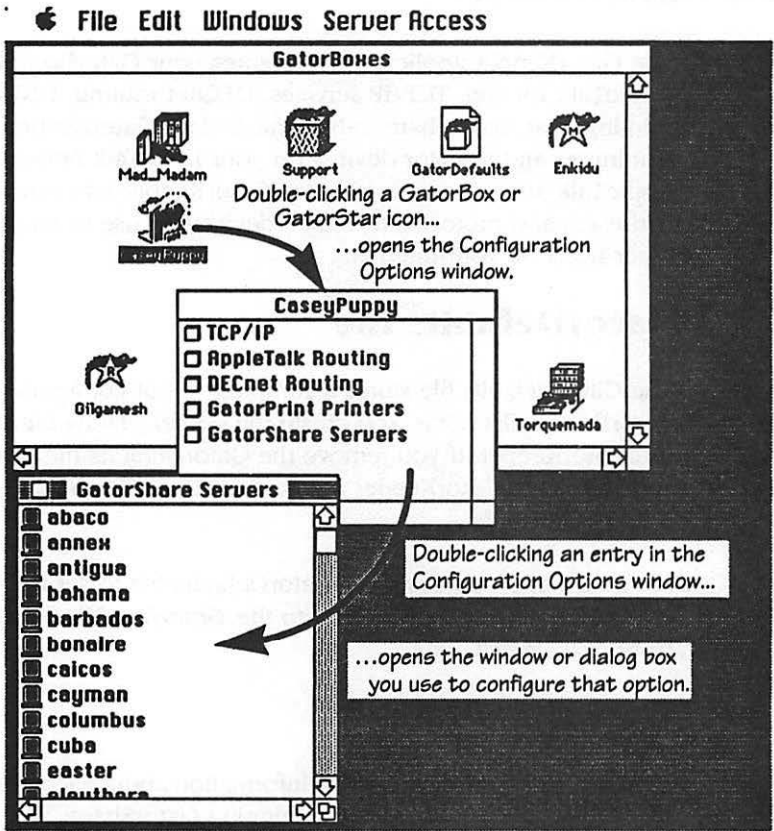 File Edit Windows Server Access
GatorBoxes
Mad_Madam
Support
GatorDefaults
Enkidu
Double-clicking a GatorBox or
GatorStar icon...
...opens the Configuration
Options window.
CaseyPuppy
CaseyPuppy
TCP/IP
AppleTalk Routing
DECnet Routing
GatorPrint Printers
GatorShare Servers
Gilgamesh
Torquemada
GatorShare Servers
abaco
annex
antigua
bahama
barbados
bonaire
caicos
cayman
columbus
cuba
easter
Double-clicking an entry in the
Configuration Options window...
...opens the window or dialog box
you use to configure that option.